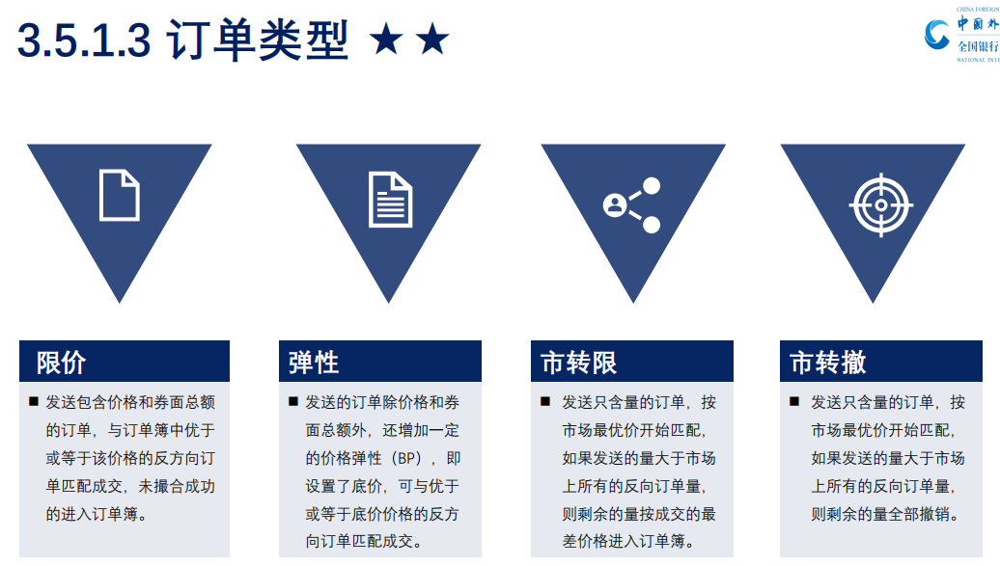 3.5.1.3 订单类型 ★★
CHINA FOREIGN
中国外
全国银行
NATIONAL INTE
限价
■ 发送包含价格和券面总额
的订单，与订单簿中优于
或等于该价格的反方向订
单匹配成交，未撮合成功
的进入订单簿。
弹性
■ 发送的订单除价格和券
面总额外，还增加一定
的价格弹性（BP），即
设置了底价，可与优于
或等于底价价格的反方
向订单匹配成交。
市转限
■ 发送只含量的订单，按
市场最优价开始匹配，
如果发送的量大于市场
上所有的反向订单量，
则剩余的量按成交的最
差价格进入订单簿。
市转撤
■ 发送只含量的订单，按
市场最优价开始匹配，
如果发送的量大于市场
上所有的反向订单量，
则剩余的量全部撤销。